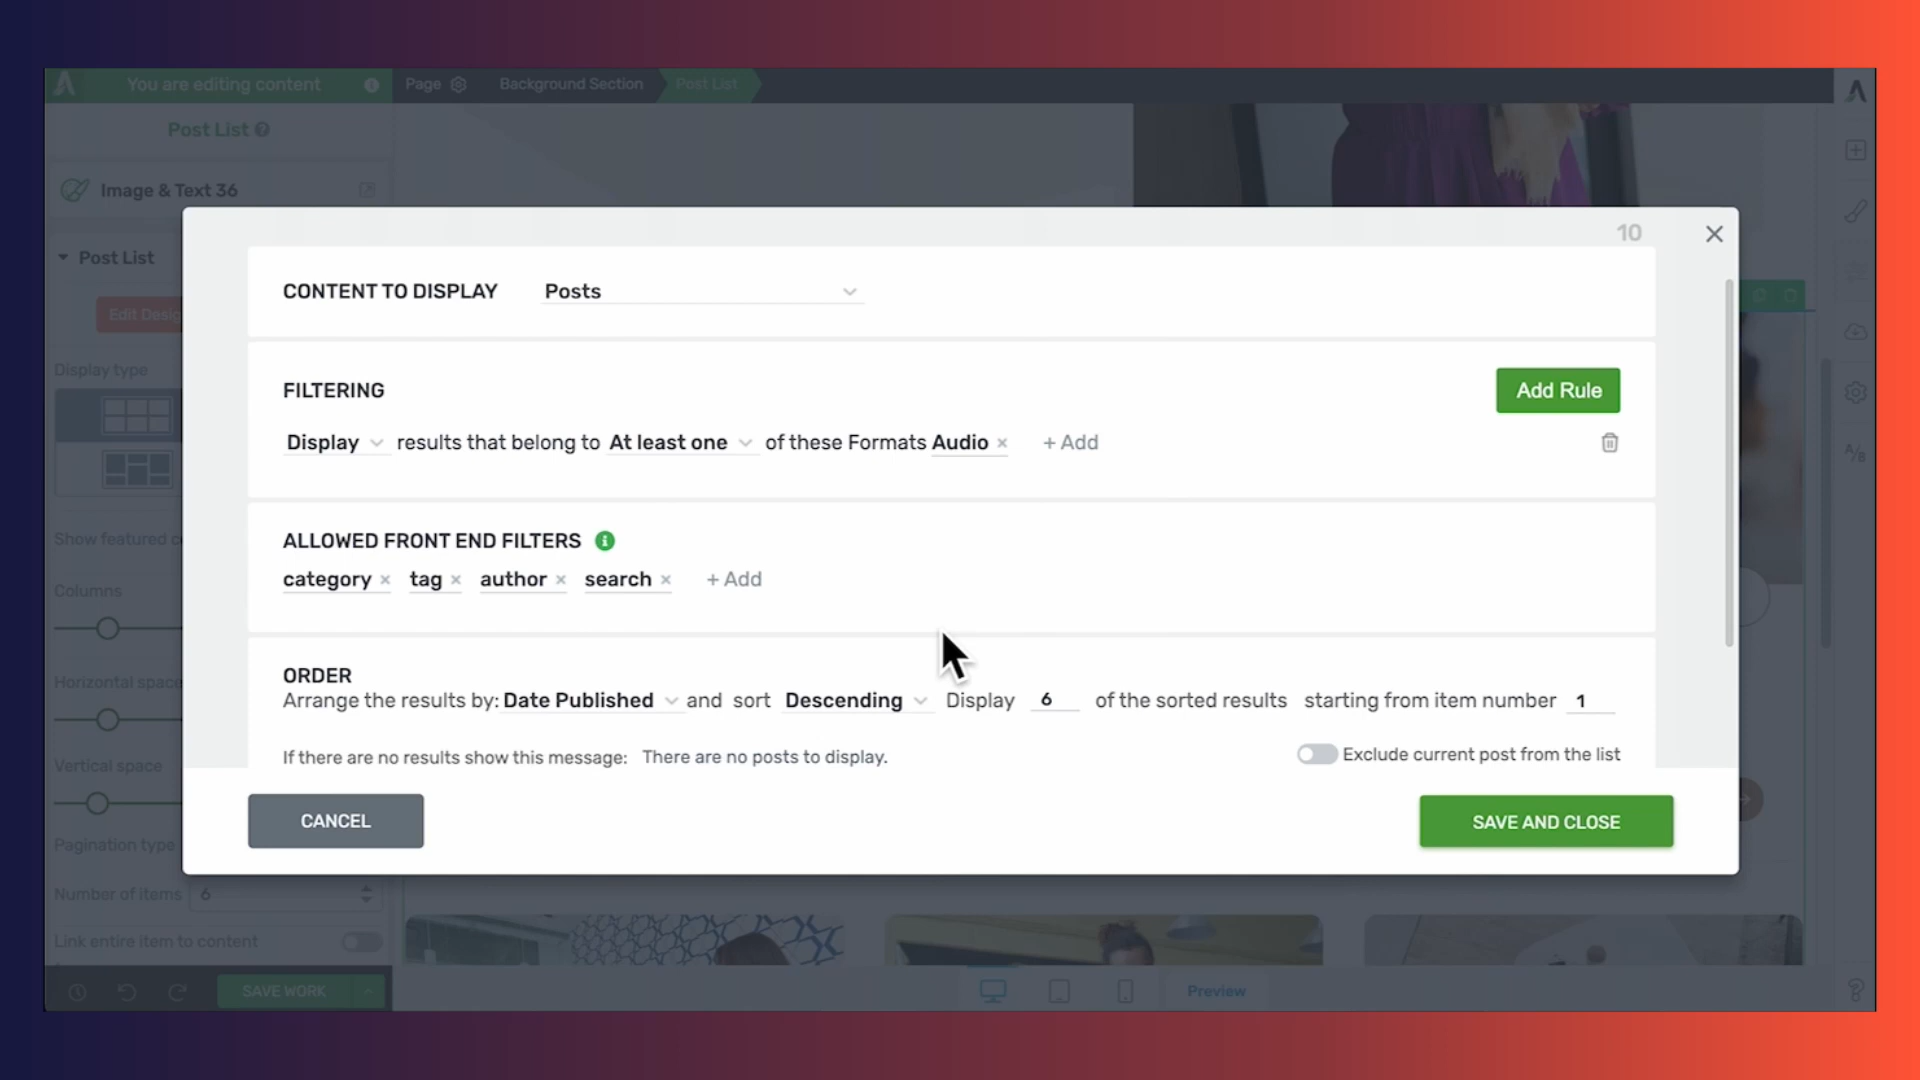 You are editing content
Page
Background Section
Post List
Post List
Image & Text 36
Post List
Edit Desig
Display type
Show featured c
Columns
Horizontal space
Vertical space
Pagination type
Number of items 6
Link entire item to content
SAVE WORK
Preview
10
CONTENT TO DISPLAY Posts
FILTERING
Add Rule
Display results that belong to At least one of these Formats Audio × + Add
ALLOWED FRONT END FILTERS
category × tag × author × search × + Add
ORDER
Arrange the results by: Date Published and sort Descending Display 6 of the sorted results starting from item number 1
If there are no results show this message: There are no posts to display.
Exclude current post from the list
CANCEL
SAVE AND CLOSE
A/B